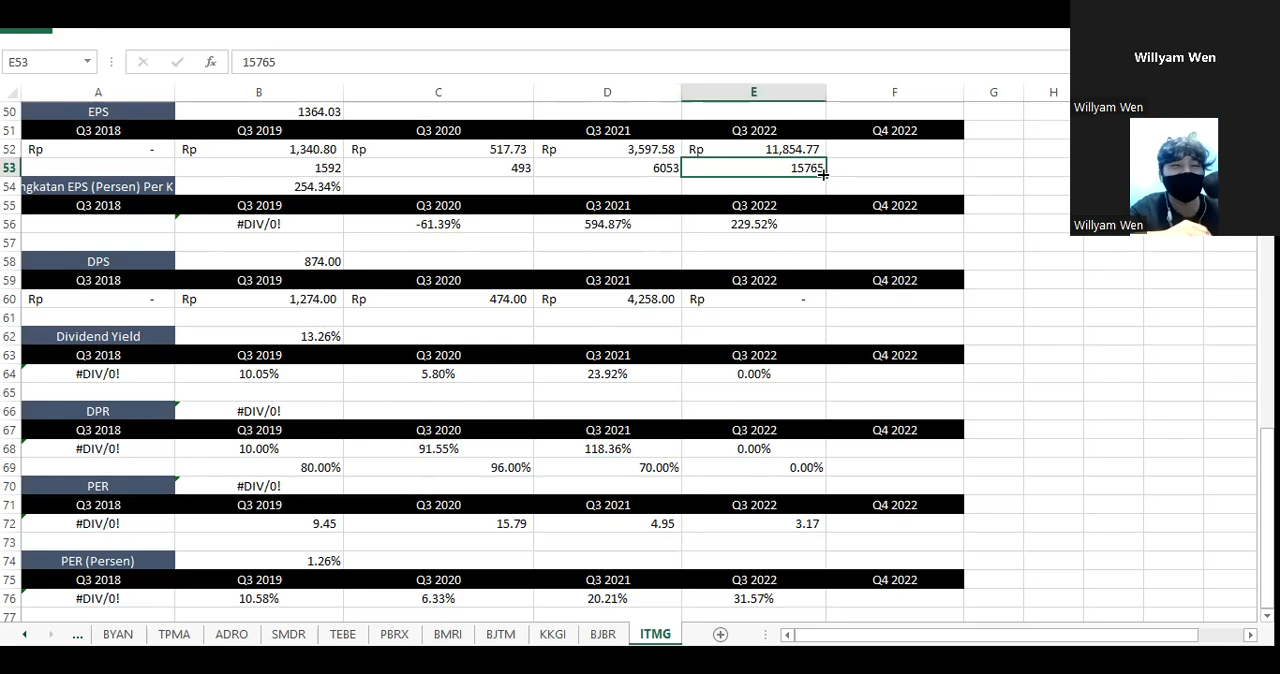 Willyam Wen
Willyam Wen
Willyam Wen
E53 fx 15765
A B C D E F G H
50 EPS 1364.03
51 Q3 2018 Q3 2019 Q3 2020 Q3 2021 Q3 2022 Q4 2022
52 Rp - Rp 1,340.80 Rp 517.73 Rp 3,597.58 Rp 11,854.77
53 1592 493 6053 15765
54 ngkatan EPS (Persen) Per K 254.34%
55 Q3 2018 Q3 2019 Q3 2020 Q3 2021 Q3 2022 Q4 2022
56 #DIV/0! -61.39% 594.87% 229.52%
57
58 DPS 874.00
59 Q3 2018 Q3 2019 Q3 2020 Q3 2021 Q3 2022 Q4 2022
60 Rp - Rp 1,274.00 Rp 474.00 Rp 4,258.00 Rp -
61
62 Dividend Yield 13.26%
63 Q3 2018 Q3 2019 Q3 2020 Q3 2021 Q3 2022 Q4 2022
64 #DIV/0! 10.05% 5.80% 23.92% 0.00%
65
66 DPR #DIV/0!
67 Q3 2018 Q3 2019 Q3 2020 Q3 2021 Q3 2022 Q4 2022
68 #DIV/0! 10.00% 91.55% 118.36% 0.00%
69 80.00% 96.00% 70.00% 0.00%
70 PER #DIV/0!
71 Q3 2018 Q3 2019 Q3 2020 Q3 2021 Q3 2022 Q4 2022
72 #DIV/0! 9.45 15.79 4.95 3.17
73
74 PER (Persen) 1.26%
75 Q3 2018 Q3 2019 Q3 2020 Q3 2021 Q3 2022 Q4 2022
76 #DIV/0! 10.58% 6.33% 20.21% 31.57%
77
... BYAN TPMA ADRO SMDR TEBE PBRX BMRI BJTM KKGI BJBR ITMG